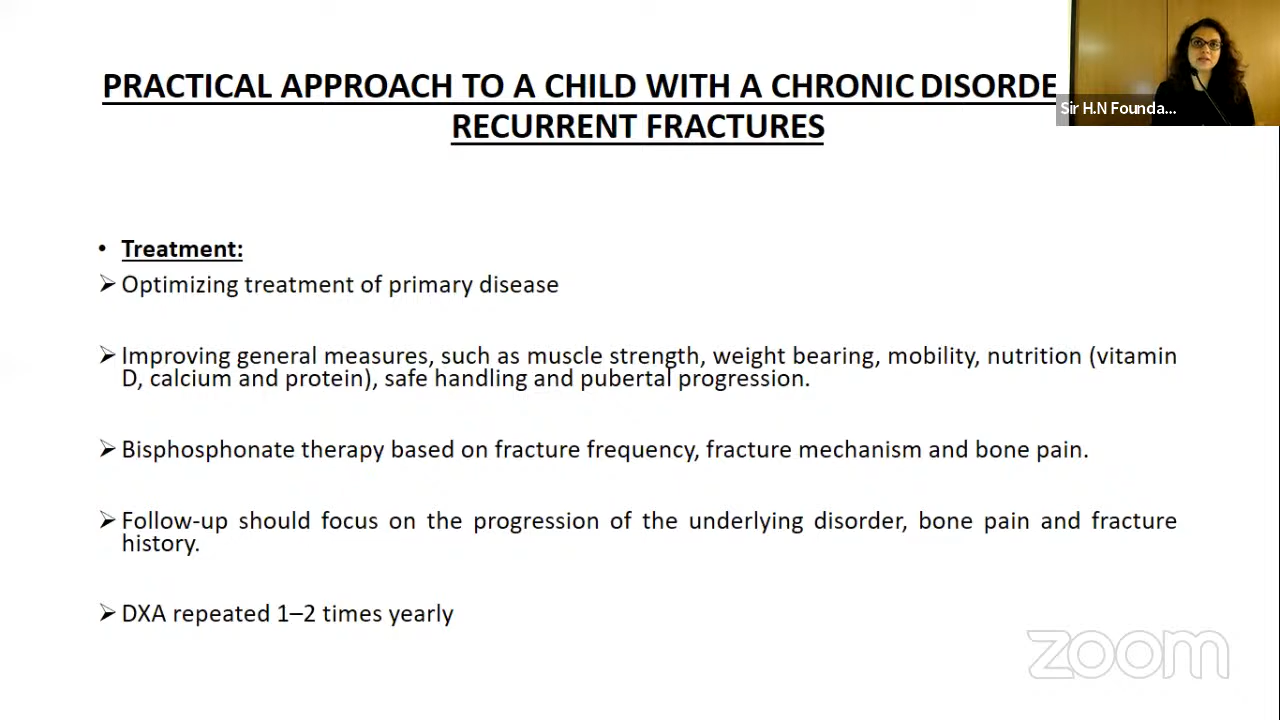 PRACTICAL APPROACH TO A CHILD WITH A CHRONIC DISORDE
RECURRENT FRACTURES
Sir H.N Founda...
• Treatment:
➢ Optimizing treatment of primary disease
➢ Improving general measures, such as muscle strength, weight bearing, mobility, nutrition (vitamin
D, calcium and protein), safe handling and pubertal progression.
➢ Bisphosphonate therapy based on fracture frequency, fracture mechanism and bone pain.
➢ Follow-up should focus on the progression of the underlying disorder, bone pain and fracture
history.
➢ DXA repeated 1–2 times yearly
zoom